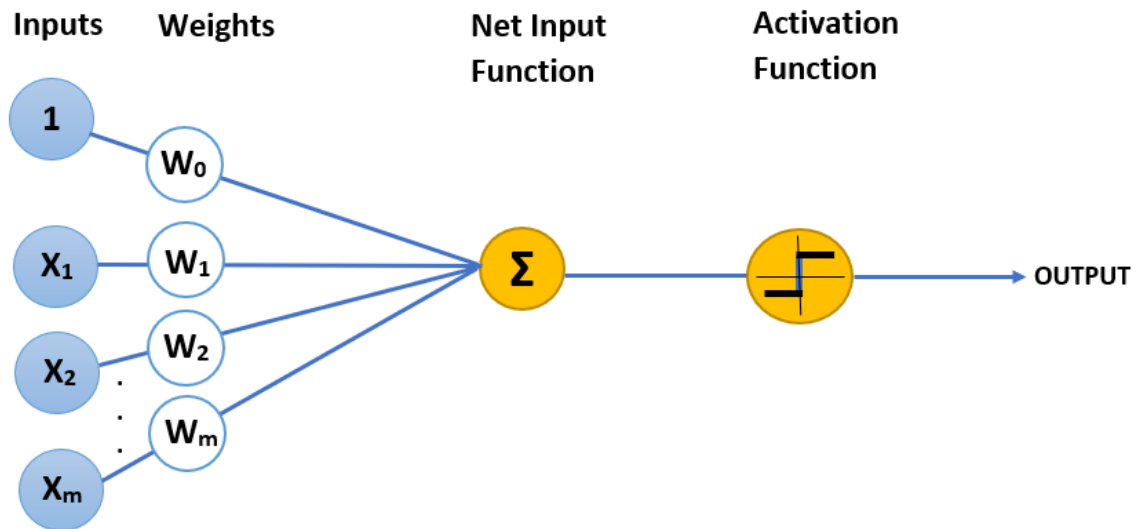 Inputs
Weights
Net Input
Function
Activation
Function
1
W₀
X₁
W₁
Σ
OUTPUT
X₂
W₂
.
.
.
Xₘ
Wₘ